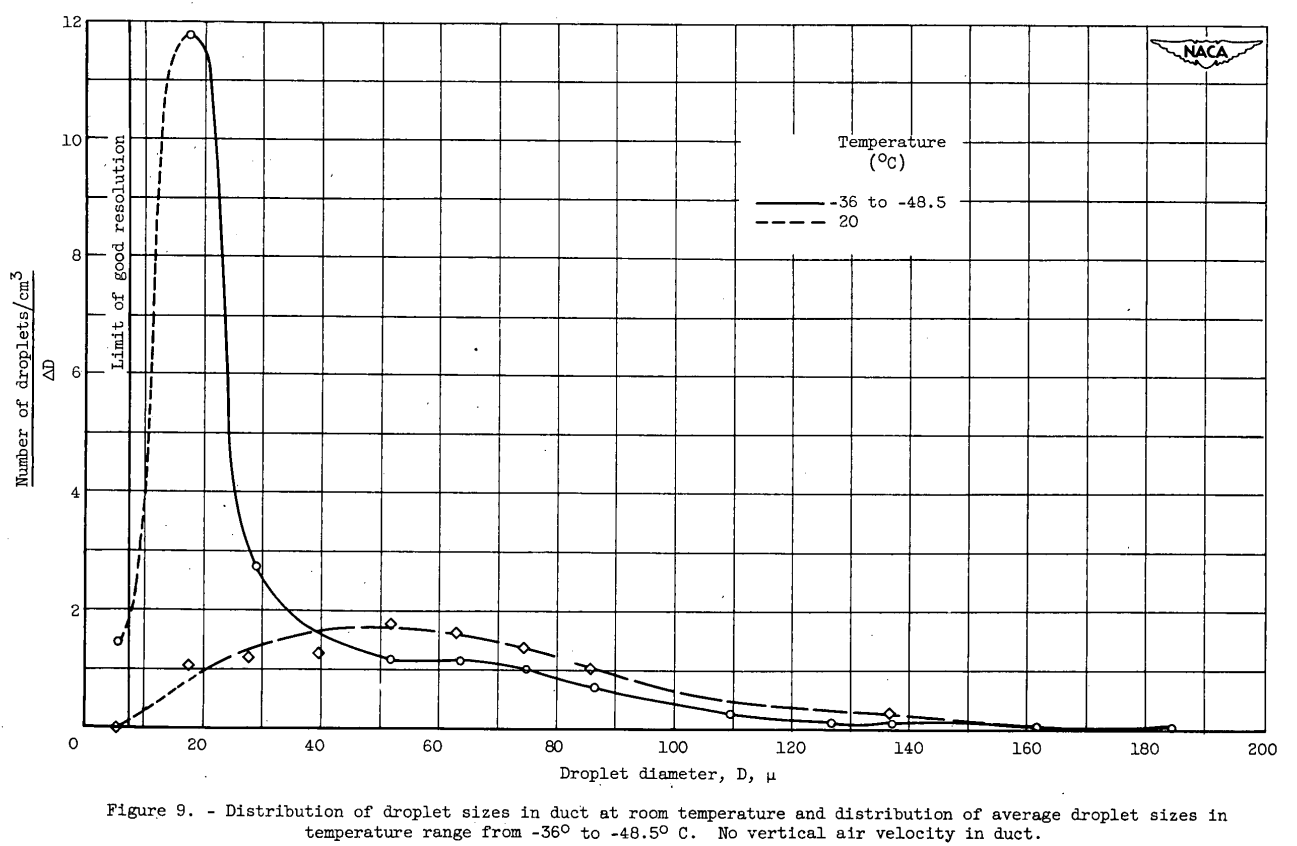 12
10
8
6
4
2
0
20
40
60
80
100
120
140
160
180
200
Number of droplets/cm³
ΔD
Limit of good resolution
NACA
Temperature
(°C)
-36 to -48.5
20
Droplet diameter, D, μ
Figure 9. - Distribution of droplet sizes in duct at room temperature and distribution of average droplet sizes in
temperature range from -36° to -48.5° C. No vertical air velocity in duct.